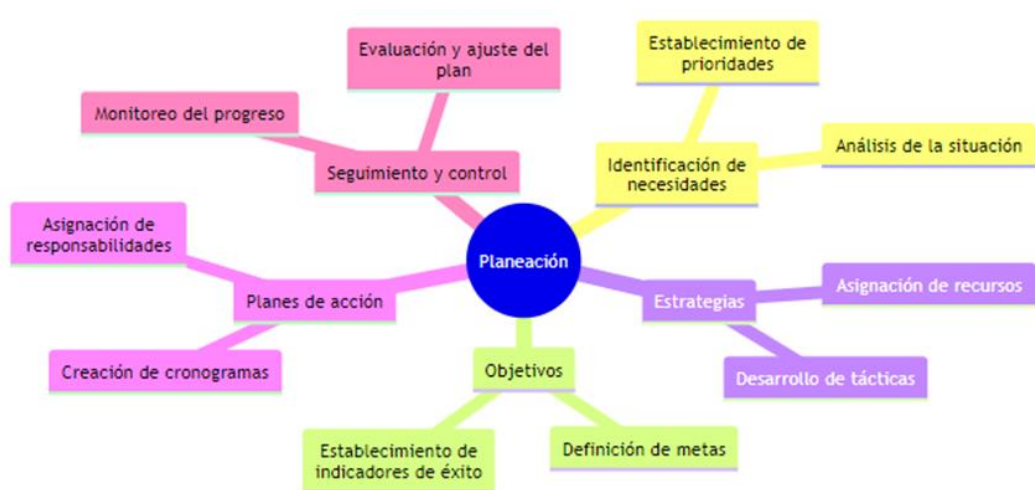 Evaluación y ajuste del
plan
Establecimiento de
prioridades
Monitoreo del progreso
Análisis de la situación
Seguimiento y control
Identificación de
necesidades
Asignación de
responsabilidades
Planeación
Asignación de recursos
Planes de acción
Estrategias
Creación de cronogramas
Objetivos
Desarrollo de tácticas
Establecimiento de
indicadores de éxito
Definición de metas